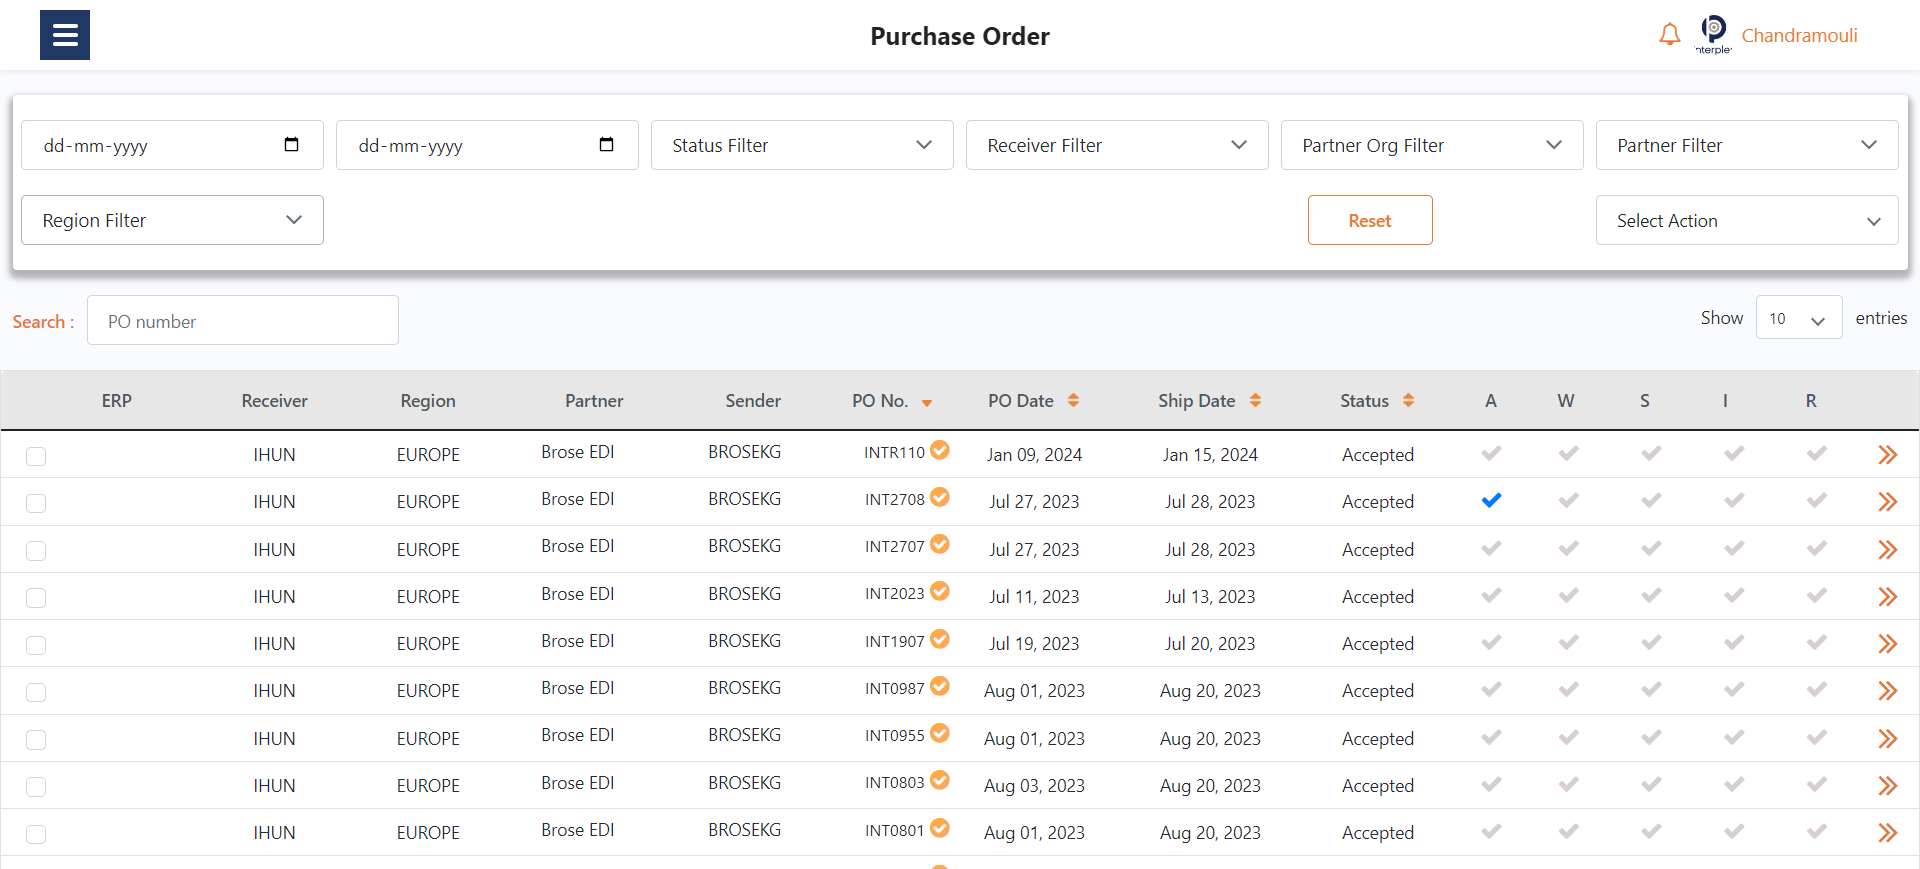 Purchase Order
Chandramouli
dd-mm-yyyy dd-mm-yyyy Status Filter Receiver Filter Partner Org Filter Partner Filter
Region Filter Reset Select Action
Search : PO number Show 10 entries
ERP Receiver Region Partner Sender PO No. PO Date Ship Date Status A W S I R
IHUN EUROPE Brose EDI BROSEKG INTR110 Jan 09, 2024 Jan 15, 2024 Accepted
IHUN EUROPE Brose EDI BROSEKG INT2708 Jul 27, 2023 Jul 28, 2023 Accepted
IHUN EUROPE Brose EDI BROSEKG INT2707 Jul 27, 2023 Jul 28, 2023 Accepted
IHUN EUROPE Brose EDI BROSEKG INT2023 Jul 11, 2023 Jul 13, 2023 Accepted
IHUN EUROPE Brose EDI BROSEKG INT1907 Jul 19, 2023 Jul 20, 2023 Accepted
IHUN EUROPE Brose EDI BROSEKG INT0987 Aug 01, 2023 Aug 20, 2023 Accepted
IHUN EUROPE Brose EDI BROSEKG INT0955 Aug 01, 2023 Aug 20, 2023 Accepted
IHUN EUROPE Brose EDI BROSEKG INT0803 Aug 03, 2023 Aug 20, 2023 Accepted
IHUN EUROPE Brose EDI BROSEKG INT0801 Aug 01, 2023 Aug 20, 2023 Accepted